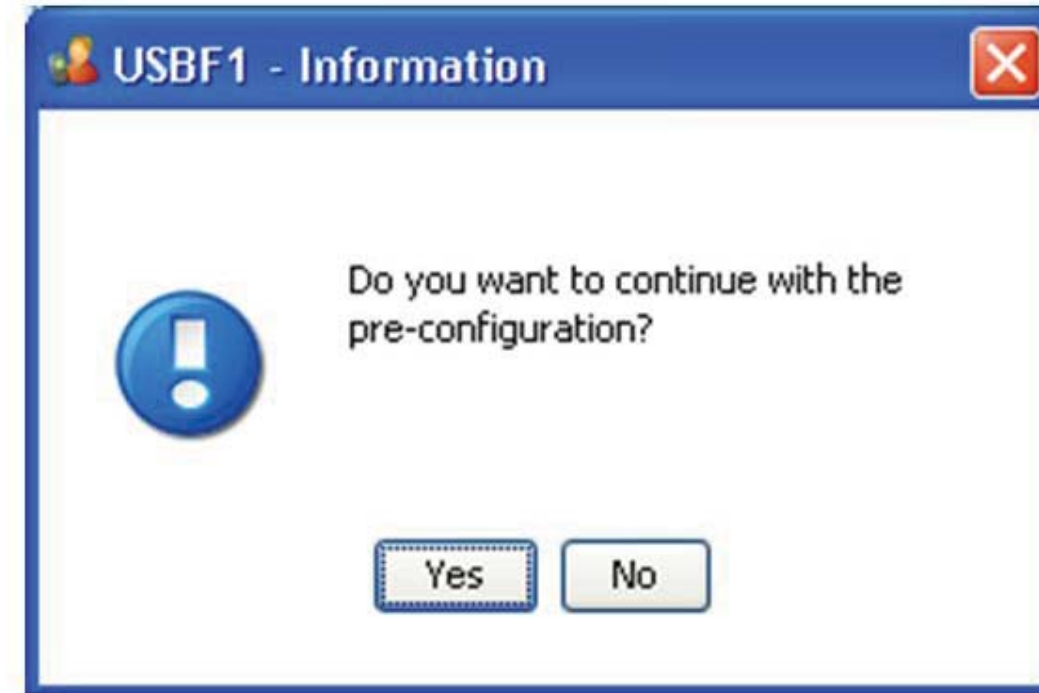 USBF1 - Information
Do you want to continue with the
pre-configuration?
Yes No